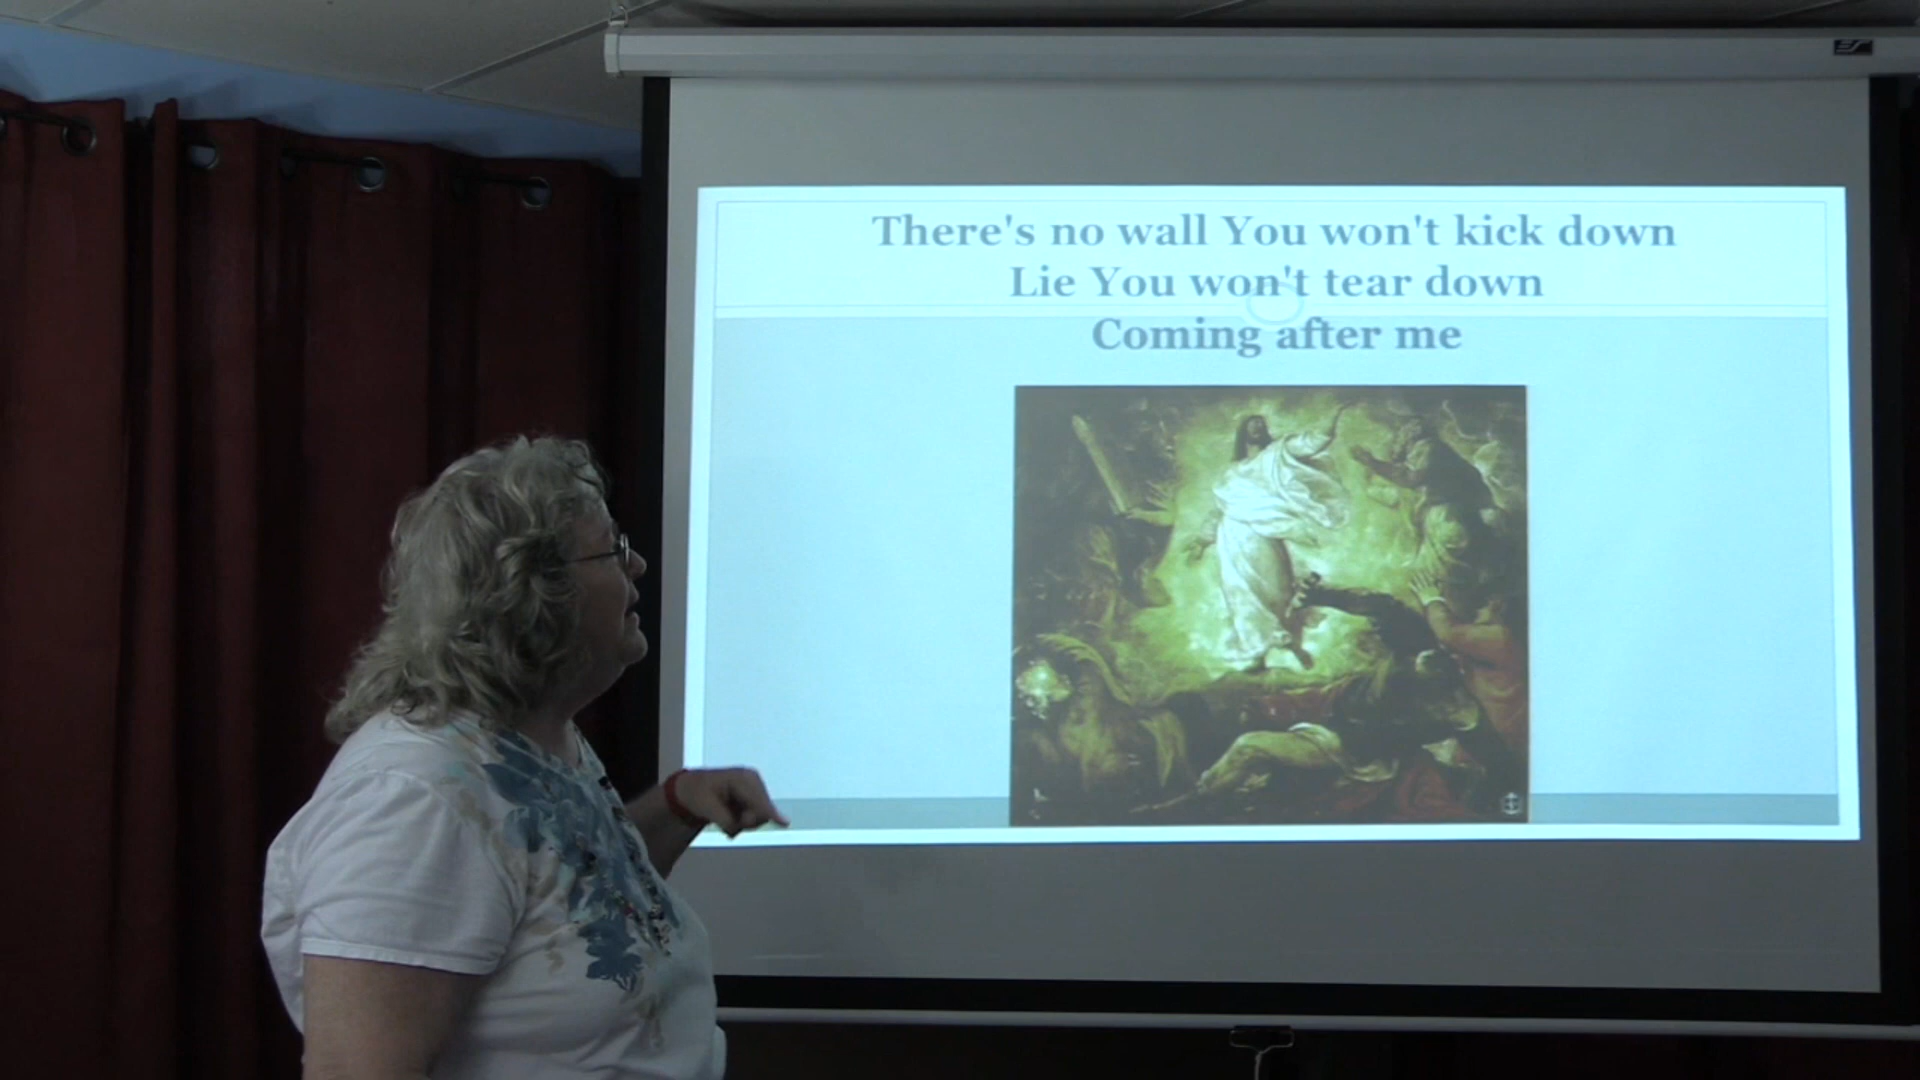 There's no wall You won't kick down
Lie You won't tear down
Coming after me